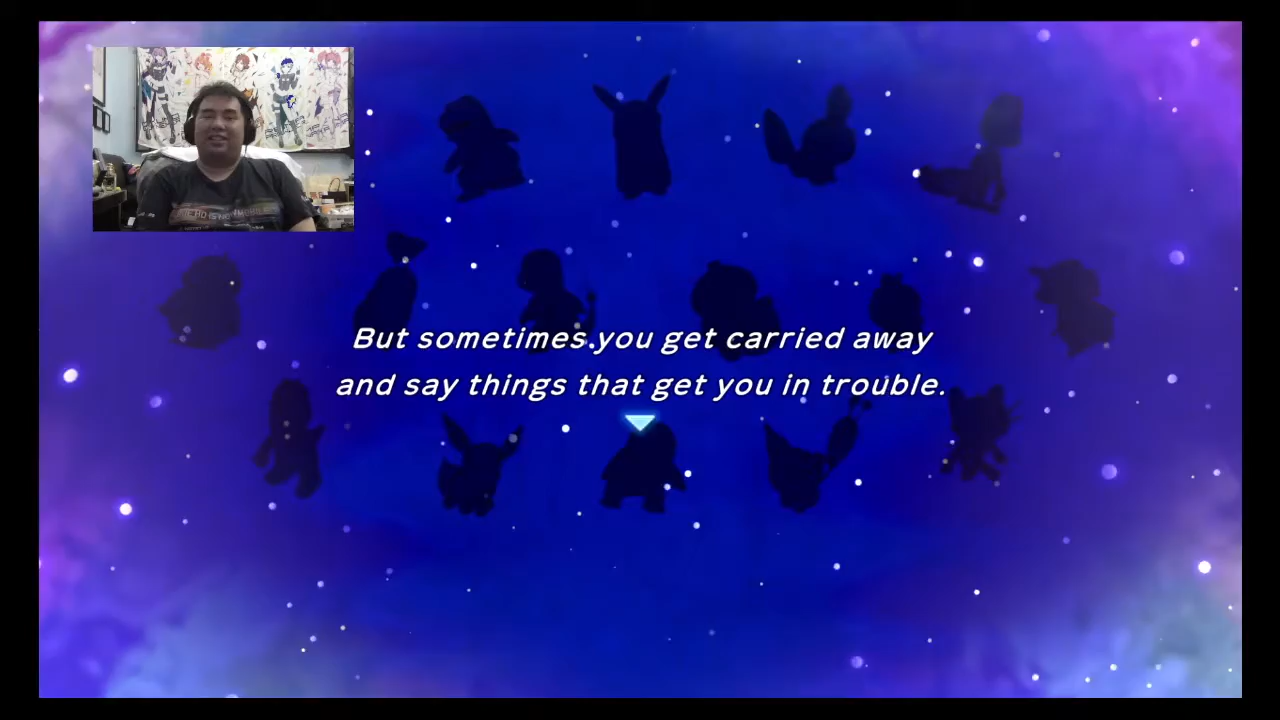 But sometimes you get carried away
and say things that get you in trouble.